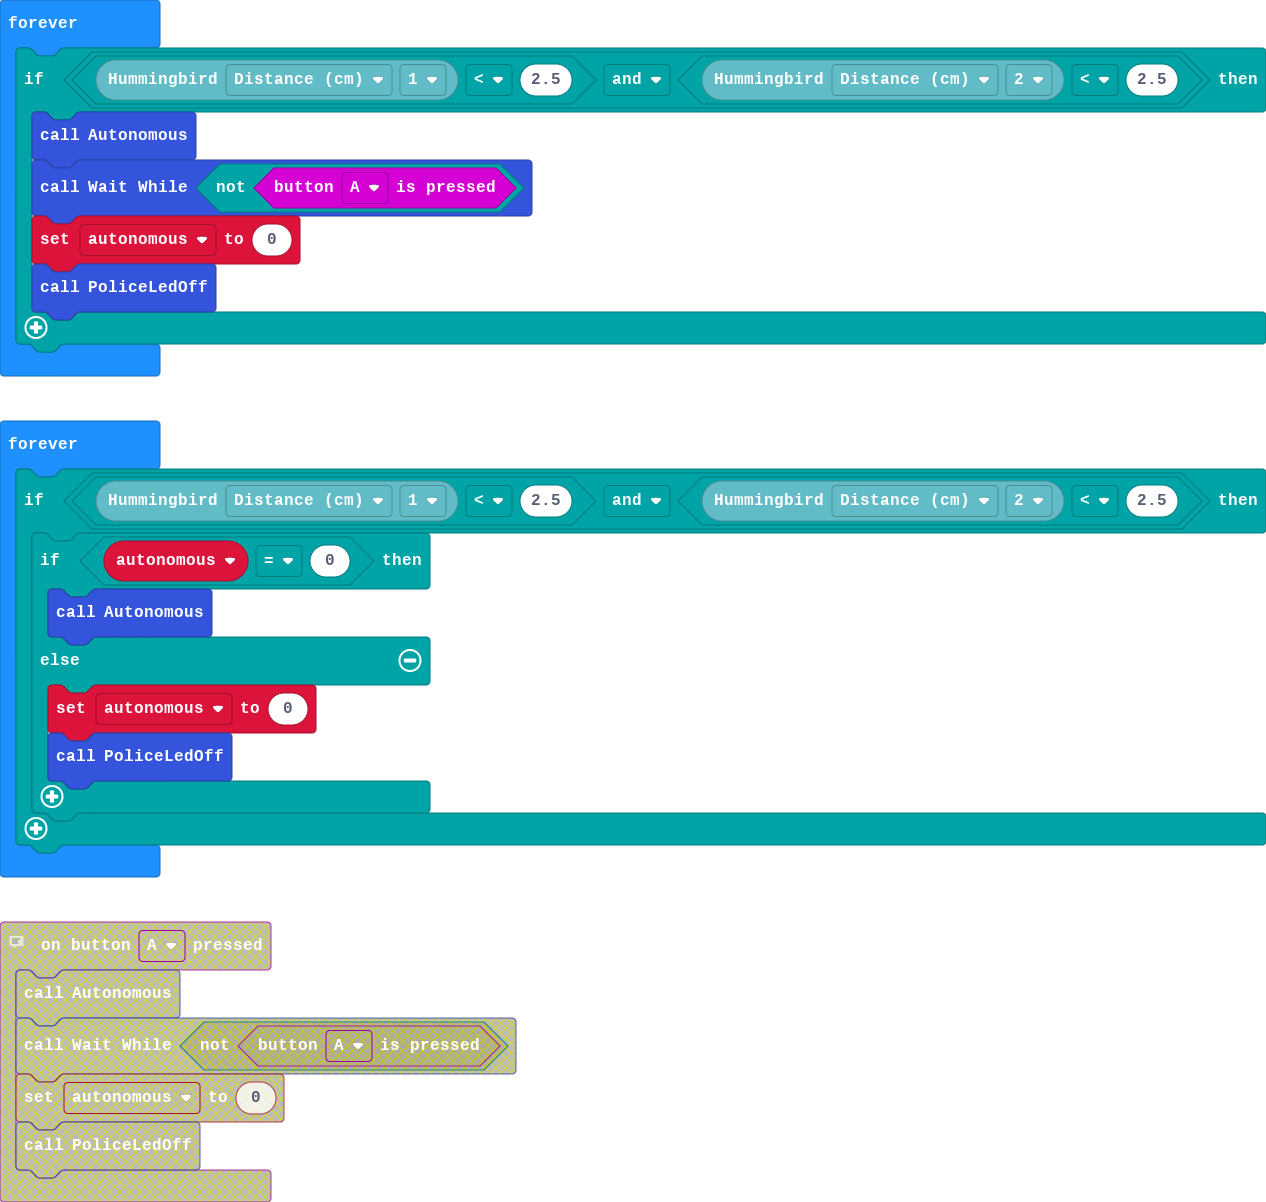 forever
if Hummingbird Distance (cm) 1 < 2.5 and Hummingbird Distance (cm) 2 < 2.5 then
call Autonomous
call Wait While not button A is pressed
set autonomous to 0
call PoliceLedOff
forever
if Hummingbird Distance (cm) 1 < 2.5 and Hummingbird Distance (cm) 2 < 2.5 then
if autonomous = 0 then
call Autonomous
else
set autonomous to 0
call PoliceLedOff
on button A pressed
call Autonomous
call Wait While not button A is pressed
set autonomous to 0
call PoliceLedOff